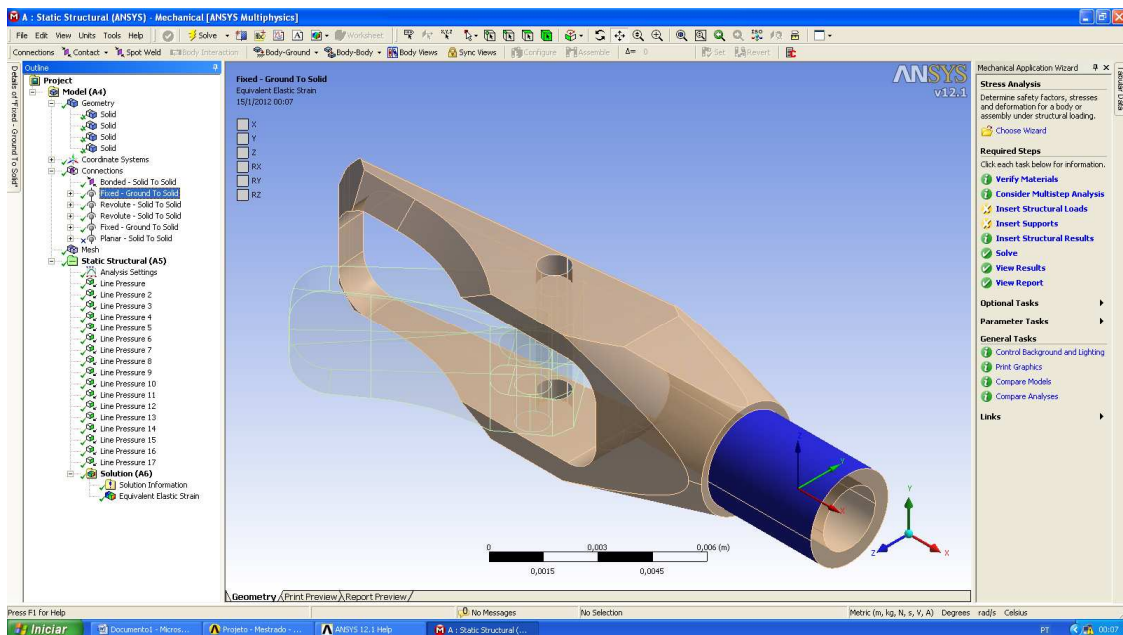 A : Static Structural (ANSYS) - Mechanical [ANSYS Multiphysics]
File Edit View Units Tools Help Solve Worksheet
Connections Contact Spot Weld Body Interaction Body-Ground Body-Body Body Views Sync Views Configure Assemble Δ= 0 Set Revert
Details of "Fixed - Ground To Solid"
Outline
Project
Model (A4)
Geometry
Solid
Solid
Solid
Solid
Coordinate Systems
Connections
Bonded - Solid To Solid
Fixed - Ground To Solid
Revolute - Solid To Solid
Revolute - Solid To Solid
Fixed - Ground To Solid
Planar - Solid To Solid
Mesh
Static Structural (A5)
Analysis Settings
Line Pressure
Line Pressure 2
Line Pressure 3
Line Pressure 4
Line Pressure 5
Line Pressure 6
Line Pressure 7
Line Pressure 8
Line Pressure 9
Line Pressure 10
Line Pressure 11
Line Pressure 12
Line Pressure 13
Line Pressure 14
Line Pressure 15
Line Pressure 16
Line Pressure 17
Solution (A6)
Solution Information
Equivalent Elastic Strain
Fixed - Ground To Solid
Equivalent Elastic Strain
15/1/2012 00:07
X
Y
Z
RX
RY
RZ
ANSYS
v12.1
Z
Y
X
Y
Z
X
0 0,003 0,006 (m)
0,0015 0,0045
Geometry Print Preview Report Preview
Mechanical Application Wizard
Stress Analysis
Determine safety factors, stresses
and deformation for a body or
assembly under structural loading.
Choose Wizard
Required Steps
Click each task below for information.
Verify Materials
Consider Multistep Analysis
Insert Structural Loads
Insert Supports
Insert Structural Results
Solve
View Results
View Report
Optional Tasks
Parameter Tasks
General Tasks
Control Background and Lighting
Print Graphics
Compare Models
Compare Analyses
Links
Tabular Data
Press F1 for Help No Messages No Selection Metric (m, kg, N, s, V, A) Degrees rad/s Celsius
Iniciar Documento1 - Micros... Projeto - Mestrado - ... ANSYS 12.1 Help A : Static Structural (... PT 00:07